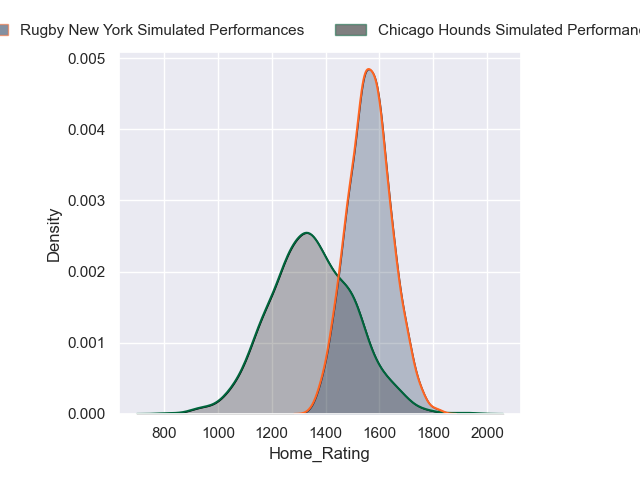 Rugby New York Simulated Performances
Chicago Hounds Simulated
0.005
0.004
0.003
0.002
0.001
0.000
Density
800 1000 1200 1400 1600 1800 2000
Home_Rating